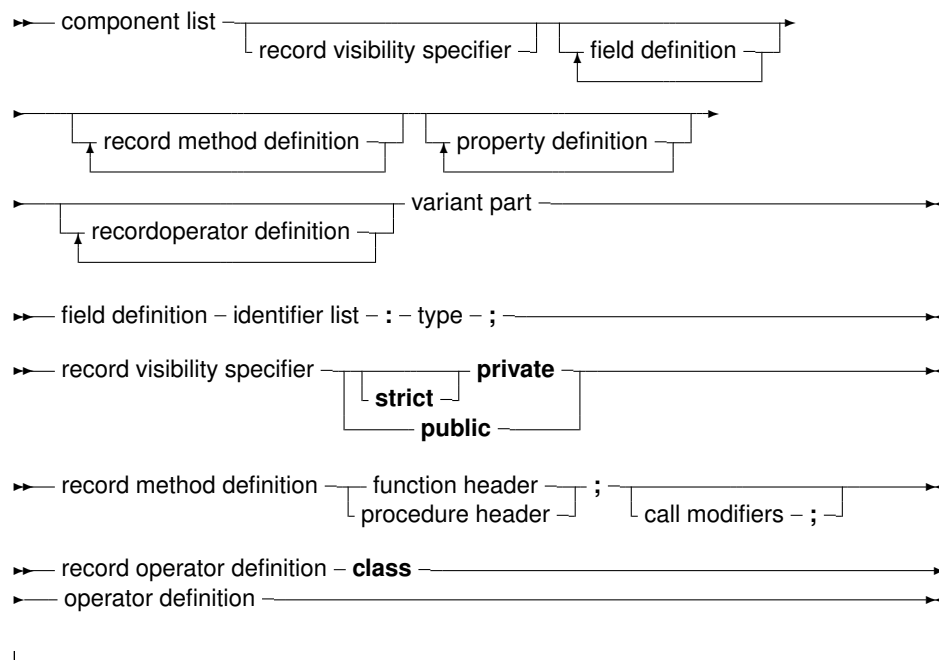 component list
record visibility specifier field definition
record method definition property definition
variant part
recordoperator definition
field definition identifier list : type ;
record visibility specifier private
strict
public
record method definition function header ;
procedure header call modifiers ;
record operator definition class
operator definition